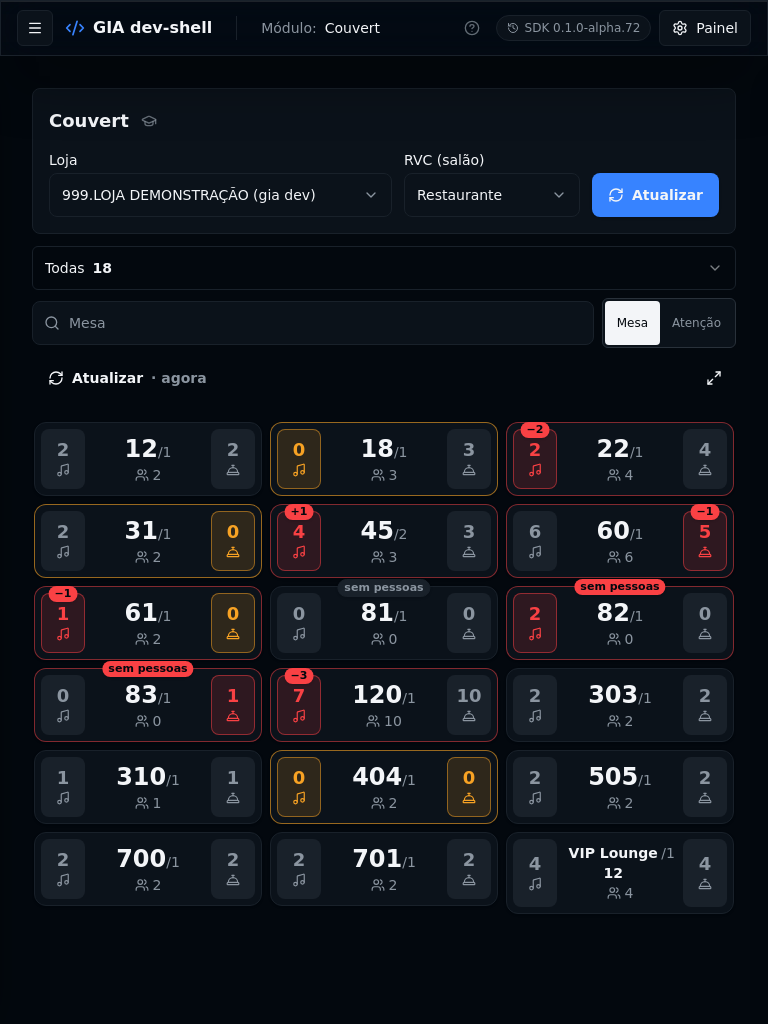 GIA dev-shell
Módulo: Couvert
SDK 0.1.0-alpha.72
Painel
Couvert
Loja
RVC (salão)
999.LOJA DEMONSTRAÇÃO (gia dev)
Restaurante
Atualizar
Todas 18
Mesa
Mesa
Atenção
Atualizar · agora
2 12/1 2
2
0 18/1 3
3
−2
2 22/1 4
4
2 31/1 0
2
+1
4 45/2 3
3
−1
6 60/1 5
6
−1
1 61/1 0
2
sem pessoas
0 81/1 0
0
sem pessoas
2 82/1 0
0
sem pessoas
0 83/1 1
0
−3
7 120/1 10
10
2 303/1 2
2
1 310/1 1
1
0 404/1 0
2
2 505/1 2
2
2 700/1 2
2
2 701/1 2
2
4 VIP Lounge /1 4
12
4